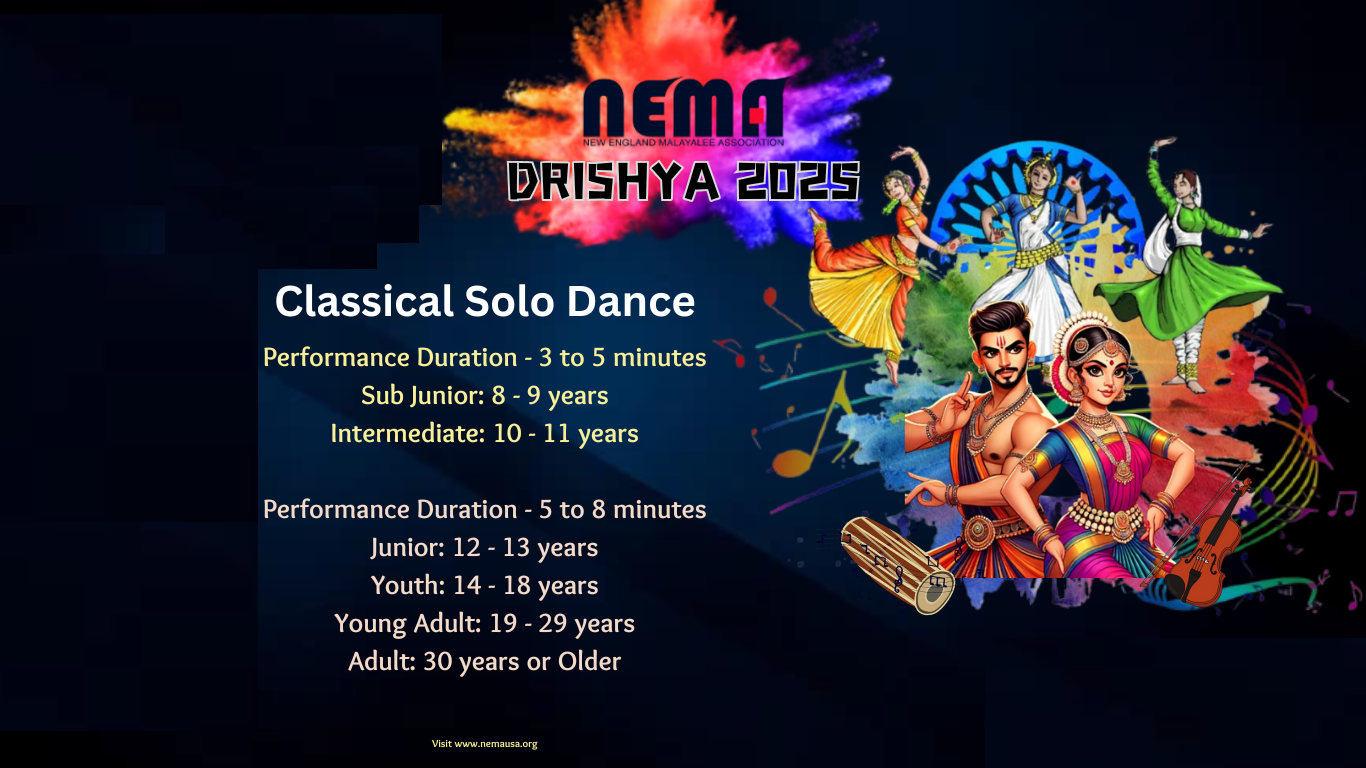 NEMA
NEW ENGLAND MALAYALEE ASSOCIATION
DRISHYA 2025
Classical Solo Dance
Performance Duration - 3 to 5 minutes
Sub Junior: 8 - 9 years
Intermediate: 10 - 11 years
Performance Duration - 5 to 8 minutes
Junior: 12 - 13 years
Youth: 14 - 18 years
Young Adult: 19 - 29 years
Adult: 30 years or Older
Visit www.nemausa.org